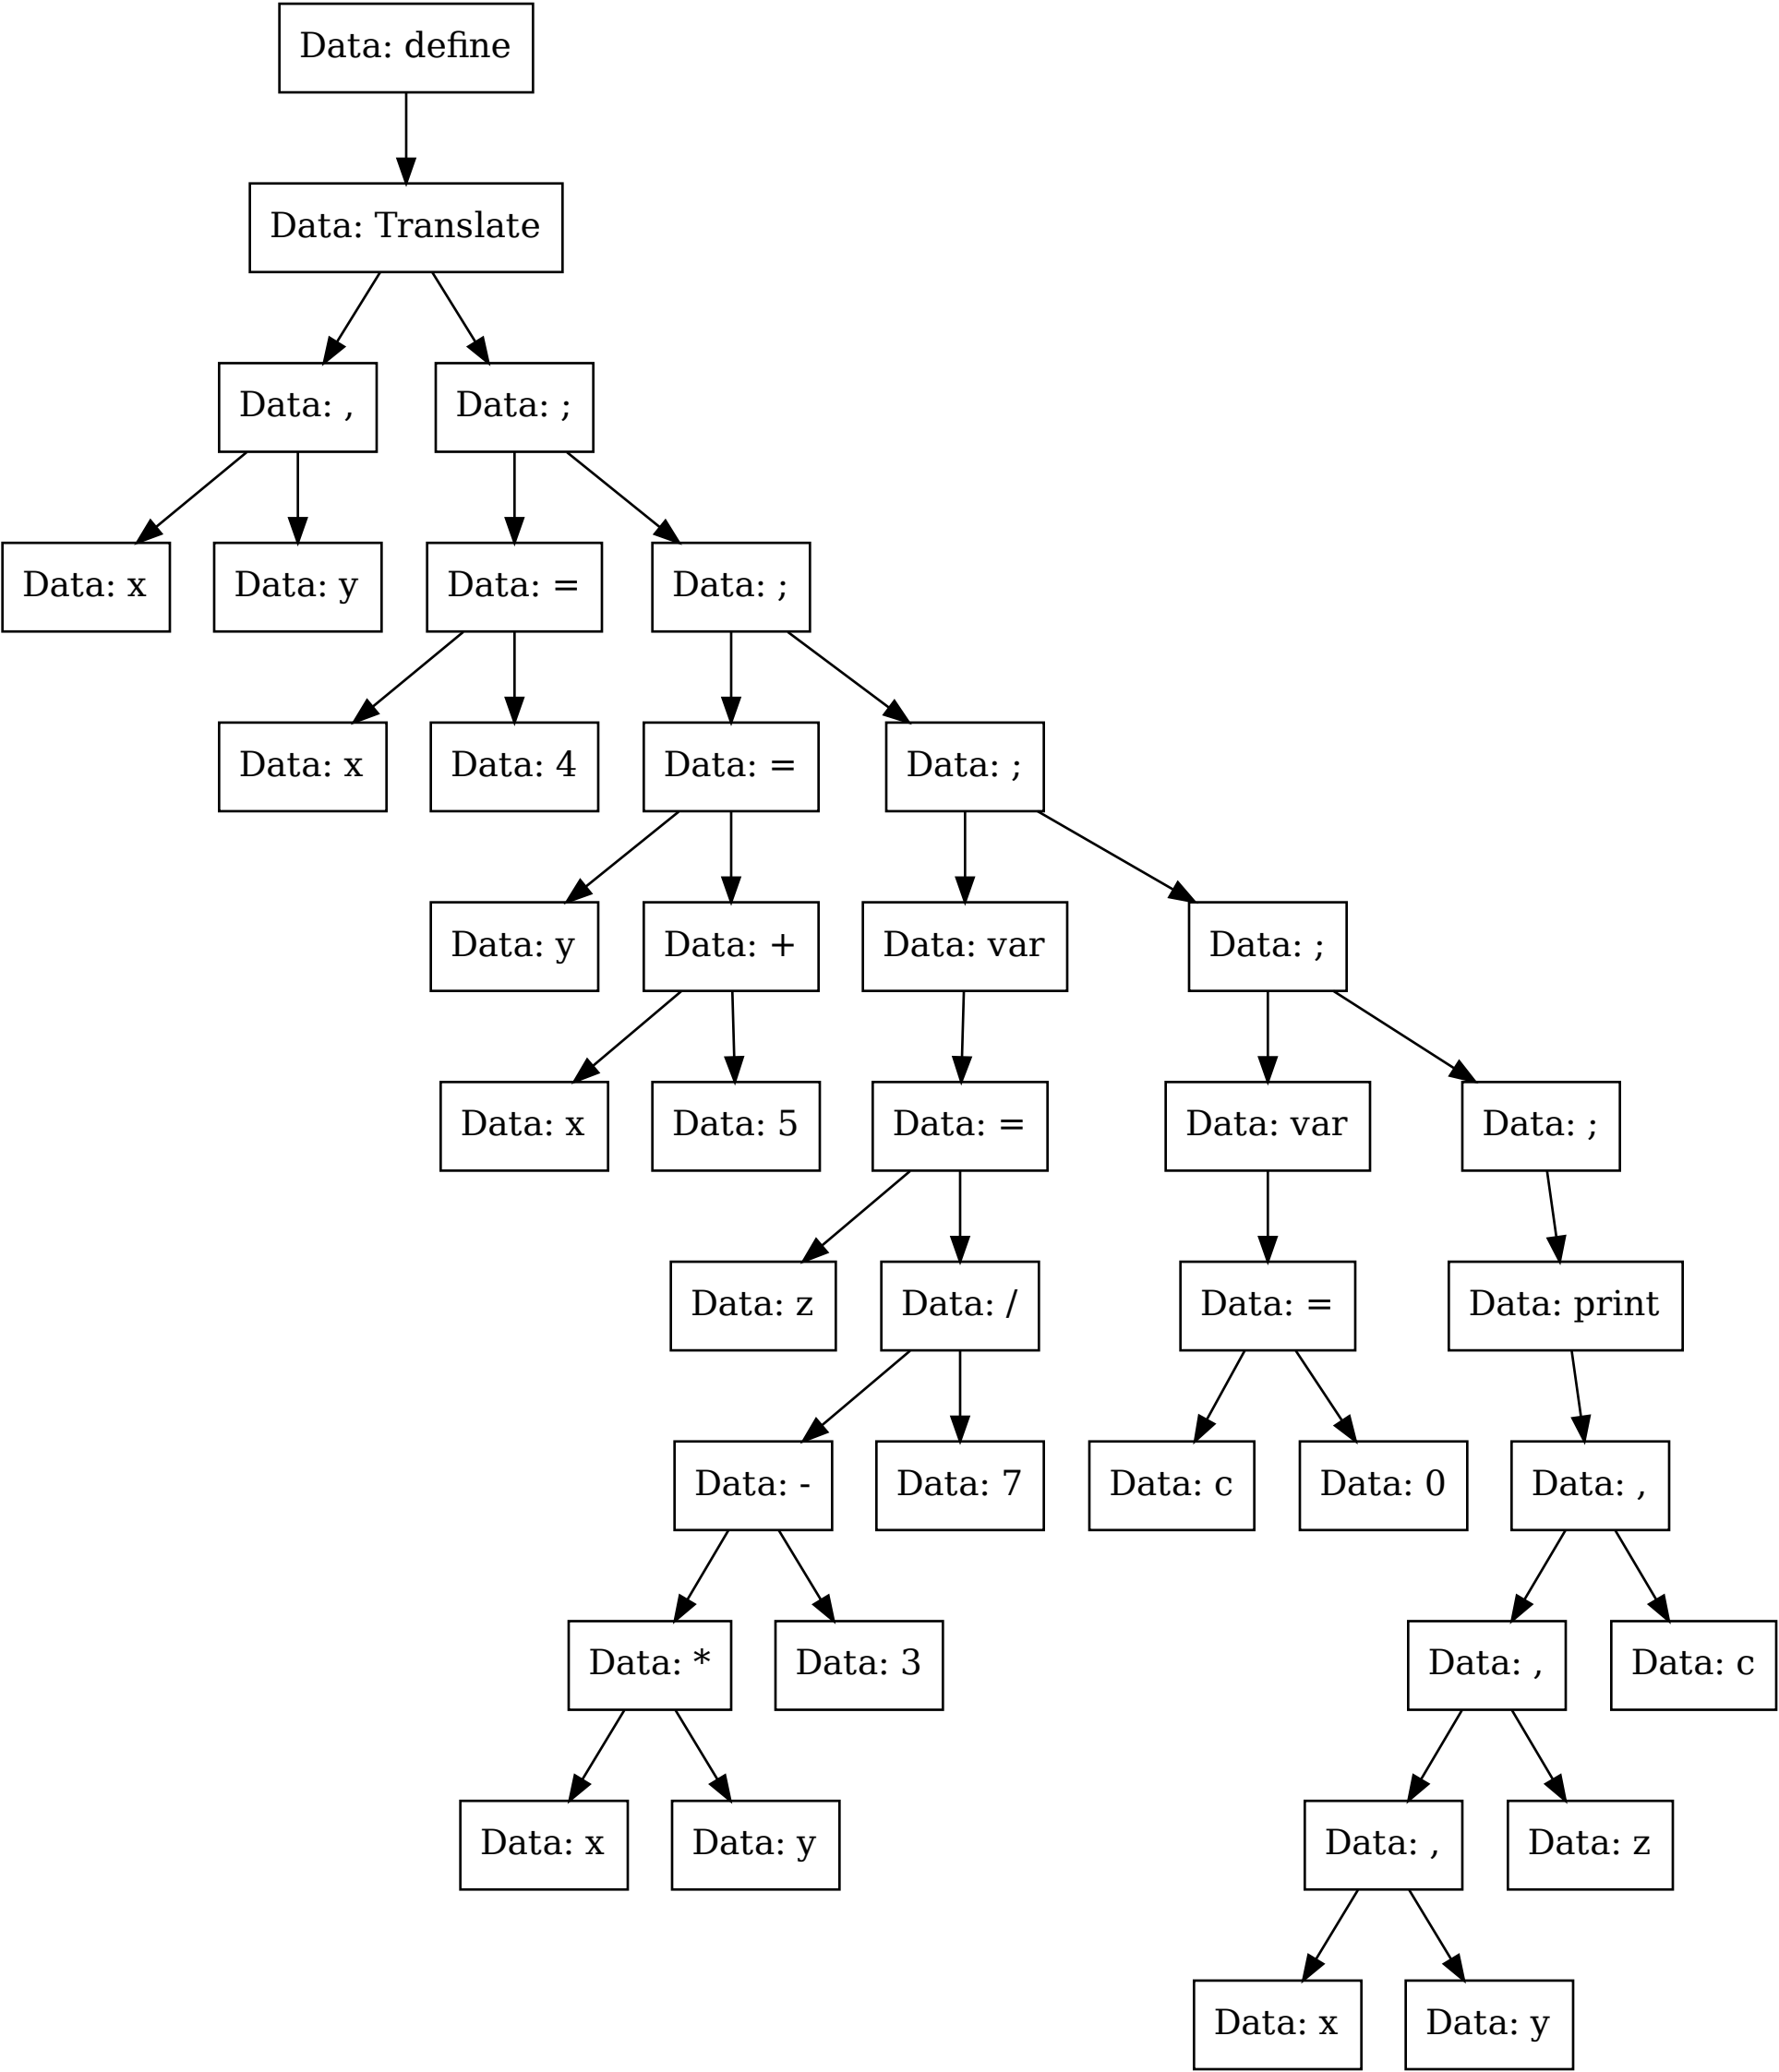 Data: define
Data: Translate
Data: ,
Data: ;
Data: x
Data: y
Data: =
Data: ;
Data: x
Data: 4
Data: =
Data: ;
Data: y
Data: +
Data: var
Data: ;
Data: x
Data: 5
Data: =
Data: var
Data: ;
Data: z
Data: /
Data: =
Data: print
Data: -
Data: 7
Data: c
Data: 0
Data: ,
Data: *
Data: 3
Data: ,
Data: c
Data: x
Data: y
Data: ,
Data: z
Data: x
Data: y